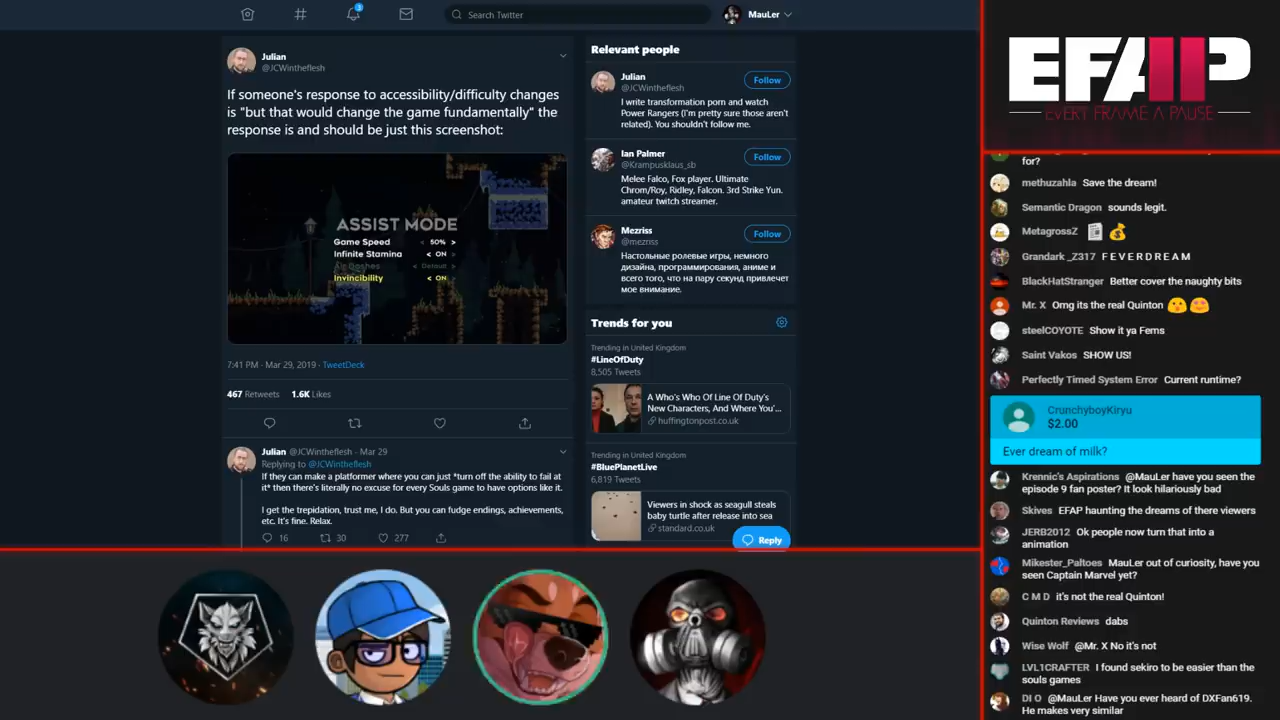 3
Search Twitter
MauLer
Julian
@JCWintheflesh
If someone's response to accessibility/difficulty changes
is "but that would change the game fundamentally" the
response is and should be just this screenshot:
ASSIST MODE
Game Speed < 50% >
Infinite Stamina < ON
Air Dashes < Default
Invincibility < ON
7:41 PM · Mar 29, 2019 · TweetDeck
467 Retweets 1.6K Likes
Julian @JCWintheflesh · Mar 29
Replying to @JCWintheflesh
If they can make a platformer where you can just *turn off the ability to fail at
it* then there's literally no excuse for every Souls game to have options like it.
I get the trepidation, trust me, I do. But you can fudge endings, achievements,
etc. It's fine. Relax.
16 30 277
Relevant people
Julian
@JCWintheflesh
Follow
I write transformation porn and watch
Power Rangers (I'm pretty sure those aren't
related). You shouldn't follow me.
Ian Palmer
@Krampusklaus_sb
Follow
Melee Falco, Fox player. Ultimate
Chrom/Roy, Ridley, Falcon. 3rd Strike Yun.
amateur twitch streamer.
Mezriss
@mezriss
Follow
Настольные ролевые игры, немного
дизайна, программирования, аниме и
всего того, что на пару секунд привлечет
мое внимание.
Trends for you
Trending in United Kingdom
#LineOfDuty
8,505 Tweets
A Who's Who Of Line Of Duty's
New Characters, And Where You'...
huffingtonpost.co.uk
Trending in United Kingdom
#BluePlanetLive
6,819 Tweets
Viewers in shock as seagull steals
baby turtle after release into sea
standard.co.uk
Reply
EFAP
EVERY FRAME A PAUSE
for?
methuzahla Save the dream!
Semantic Dragon sounds legit.
MetagrossZ
Grandark _Z317 F E V E R D R E A M
BlackHatStranger Better cover the naughty bits
Mr. X Omg its the real Quinton
steelCOYOTE Show it ya Fems
Saint Vakos SHOW US!
Perfectly Timed System Error Current runtime?
CrunchyboyKiryu
$2.00
Ever dream of milk?
Krennic's Aspirations @MauLer have you seen the
episode 9 fan poster? It look hilariously bad
Skives EFAP haunting the dreams of there viewers
JERB2012 Ok people now turn that into a
animation
Mikester_Paltoes MauLer out of curiosity, have you
seen Captain Marvel yet?
C M D it's not the real Quinton!
Quinton Reviews dabs
Wise Wolf @Mr. X No it's not
LVL1CRAFTER I found sekiro to be easier than the
souls games
DI O @MauLer Have you ever heard of DXFan619.
He makes very similar